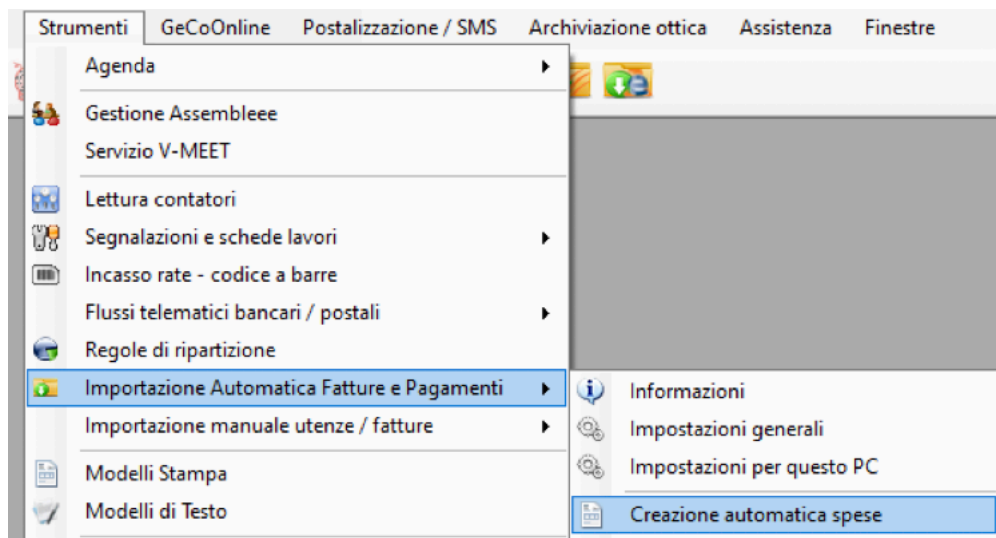 Strumenti GeCoOnline Postalizzazione / SMS Archiviazione ottica Assistenza Finestre
Agenda
Gestione Assembleee
Servizio V-MEET
Lettura contatori
Segnalazioni e schede lavori
Incasso rate - codice a barre
Flussi telematici bancari / postali
Regole di ripartizione
Importazione Automatica Fatture e Pagamenti
Importazione manuale utenze / fatture
Modelli Stampa
Modelli di Testo
Informazioni
Impostazioni generali
Impostazioni per questo PC
Creazione automatica spese